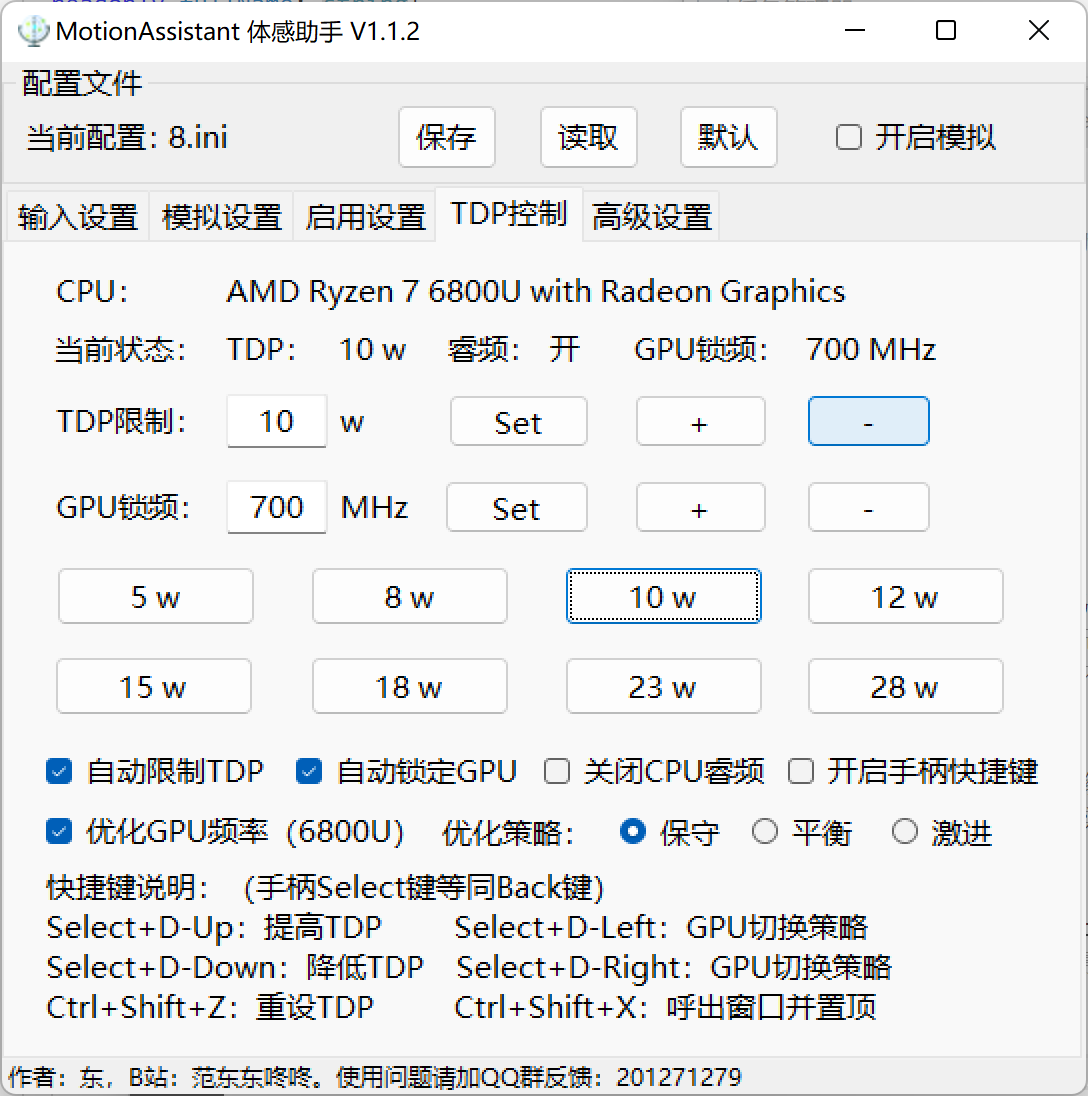 MotionAssistant 体感助手 V1.1.2
配置文件
当前配置：8.ini 保存 读取 默认 开启模拟
输入设置 模拟设置 启用设置 TDP控制 高级设置
CPU： AMD Ryzen 7 6800U with Radeon Graphics
当前状态： TDP： 10 w 睿频： 开 GPU锁频： 700 MHz
TDP限制： 10 w Set + -
GPU锁频： 700 MHz Set + -
5 w 8 w 10 w 12 w
15 w 18 w 23 w 28 w
自动限制TDP 自动锁定GPU 关闭CPU睿频 开启手柄快捷键
优化GPU频率（6800U） 优化策略： 保守 平衡 激进
快捷键说明：（手柄Select键等同Back键）
Select+D-Up：提高TDP Select+D-Left：GPU切换策略
Select+D-Down：降低TDP Select+D-Right：GPU切换策略
Ctrl+Shift+Z：重设TDP Ctrl+Shift+X：呼出窗口并置顶
作者：东，B站：范东东咚咚。使用问题请加QQ群反馈：201271279